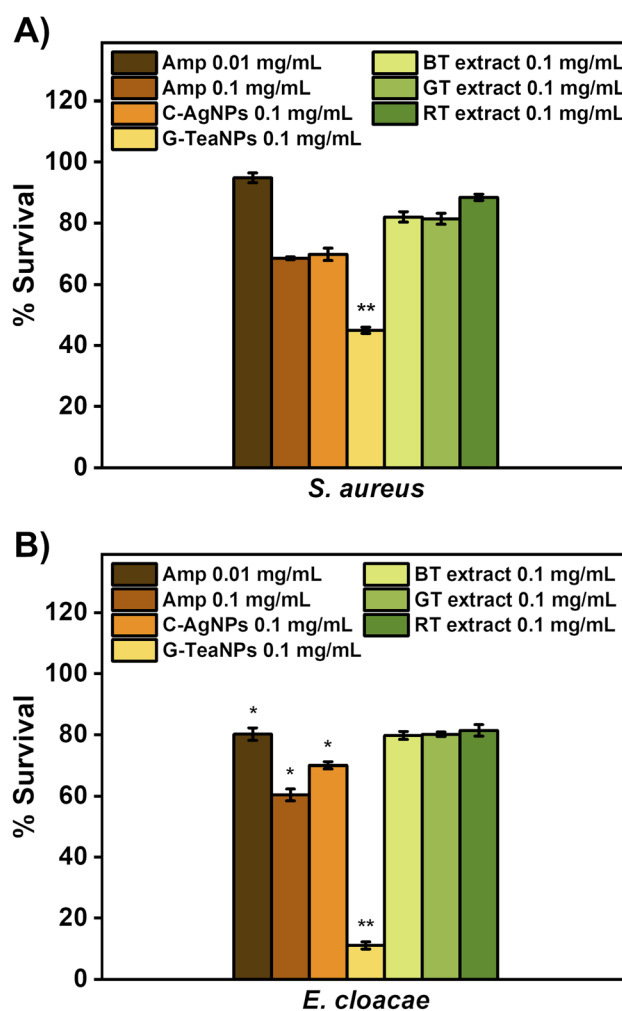 A)
Amp 0.01 mg/mL
Amp 0.1 mg/mL
C-AgNPs 0.1 mg/mL
G-TeaNPs 0.1 mg/mL
BT extract 0.1 mg/mL
GT extract 0.1 mg/mL
RT extract 0.1 mg/mL
% Survival
120
100
80
60
40
20
0
**
S. aureus
B)
Amp 0.01 mg/mL
Amp 0.1 mg/mL
C-AgNPs 0.1 mg/mL
G-TeaNPs 0.1 mg/mL
BT extract 0.1 mg/mL
GT extract 0.1 mg/mL
RT extract 0.1 mg/mL
% Survival
120
100
80
60
40
20
0
*
*
*
**
E. cloacae